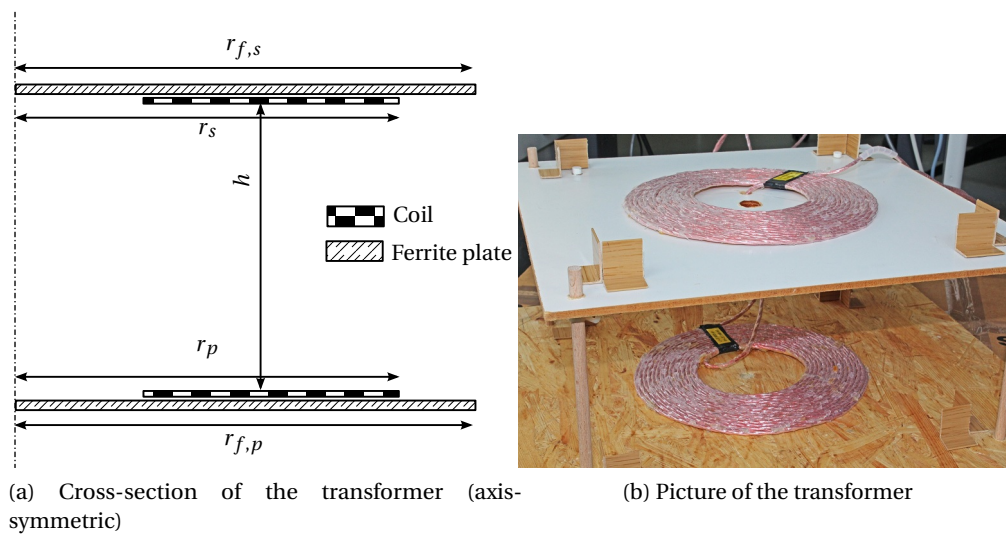 r_{f,s}
r_s
h
Coil
Ferrite plate
r_p
r_{f,p}
(a) Cross-section of the transformer (axis-
symmetric)
(b) Picture of the transformer